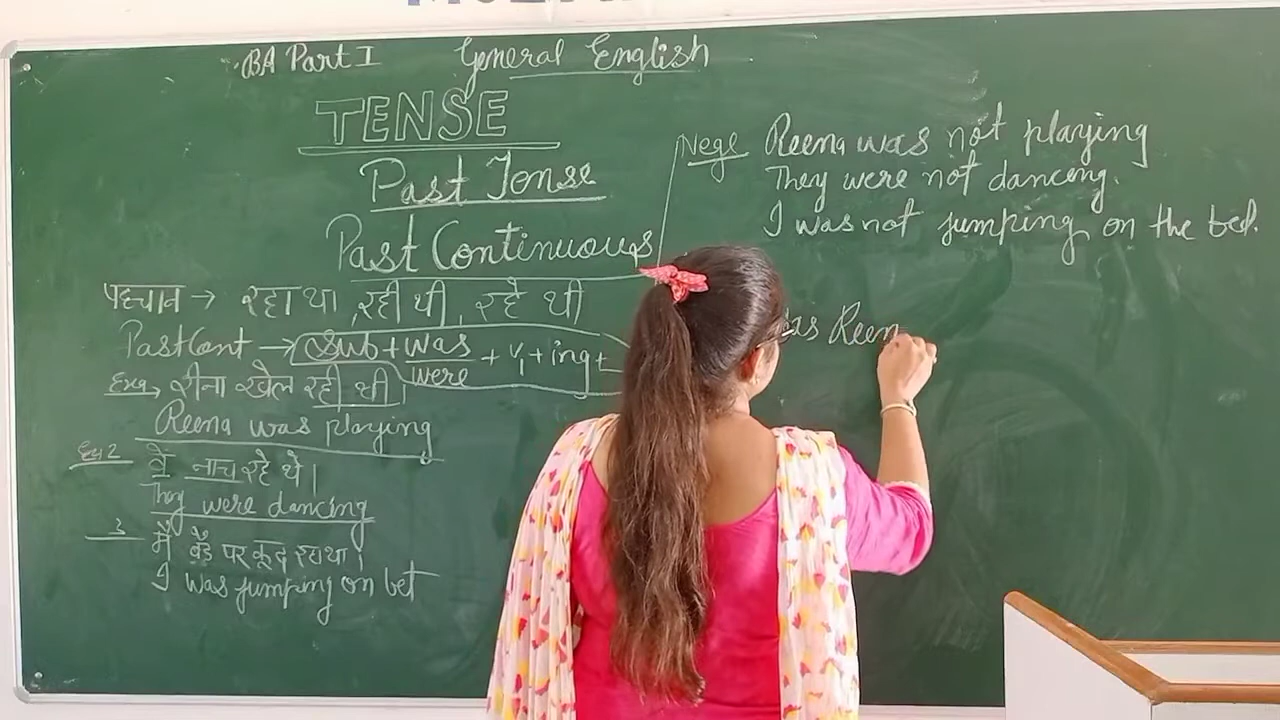 BA Part I General English
TENSE
Past Tense
Past Continuous
पहचान → रहा था, रही थी, रहे थी
Past Cont → Sub + was + V1 + ing +
were
Exa, रीना खेल रही थी।
Reena was playing
Ex 2 वे नाच रहे थे।
They were dancing
3 मैं बैड पर कूद रहा था।
I was jumping on bet
Nege Reena was not playing
They were not dancing.
I was not jumping on the bed.
as Reen